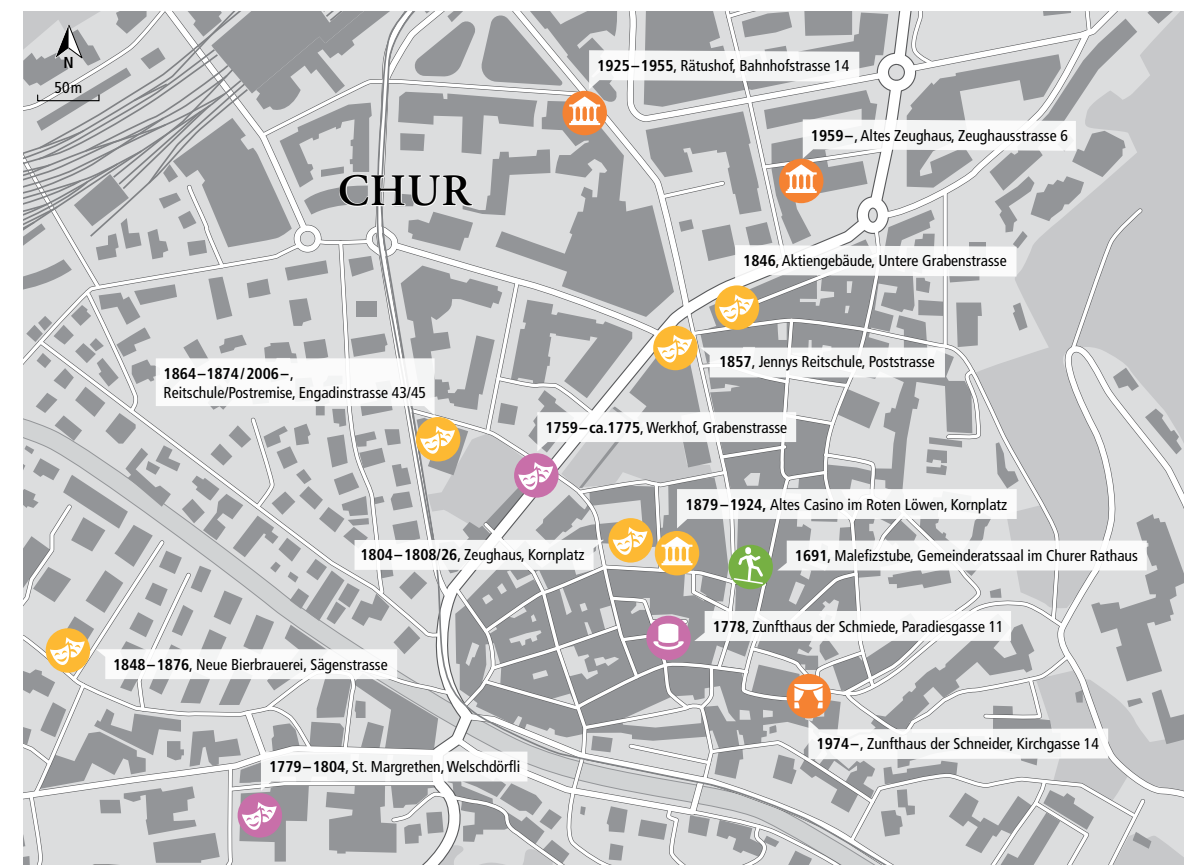 N
50m
1925–1955, Rätushof, Bahnhofstrasse 14
1959–, Altes Zeughaus, Zeughausstrasse 6
CHUR
1846, Aktiengebäude, Untere Grabenstrasse
1857, Jennys Reitschule, Poststrasse
1864–1874/2006–,
Reitschule/Postremise, Engadinstrasse 43/45
1759–ca.1775, Werkhof, Grabenstrasse
1879–1924, Altes Casino im Roten Löwen, Kornplatz
1804–1808/26, Zeughaus, Kornplatz
1691, Malefizstube, Gemeinderatssaal im Churer Rathaus
1778, Zunfthaus der Schmiede, Paradiesgasse 11
1848–1876, Neue Bierbrauerei, Sägenstrasse
1974–, Zunfthaus der Schneider, Kirchgasse 14
1779–1804, St. Margrethen, Welschdörfli